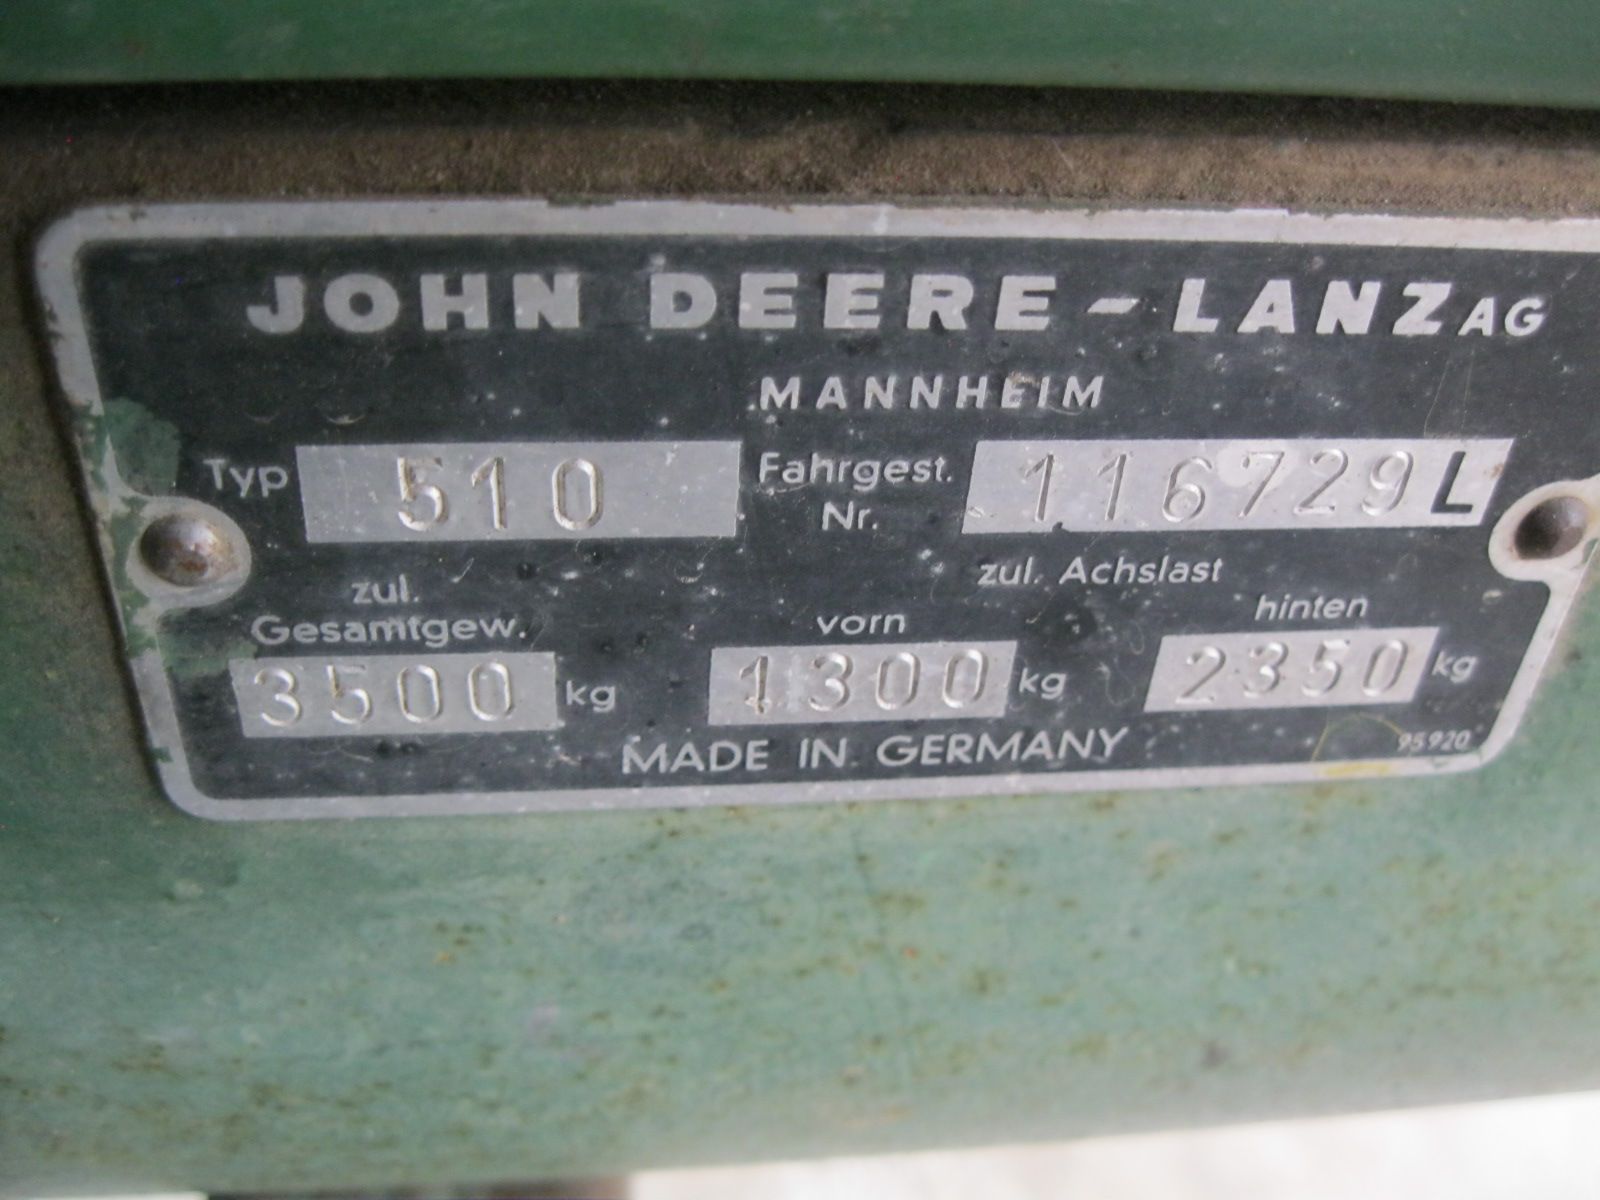 JOHN DEERE - LANZ AG
MANNHEIM
Typ 510 Fahrgest. Nr. 116729 L
zul. Gesamtgew. 3500 kg
zul. Achslast
vorn 1300 kg
hinten 2350 kg
MADE IN GERMANY
95920